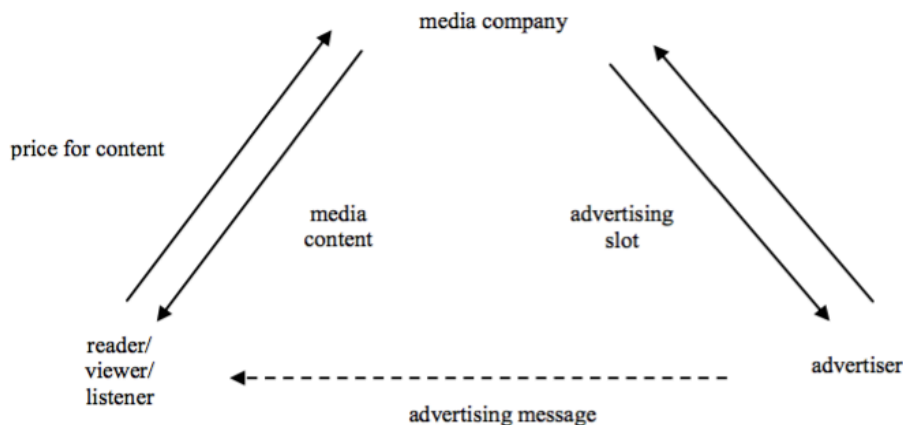 media company
price for content
media
content
advertising
slot
reader/
viewer/
listener
advertiser
advertising message